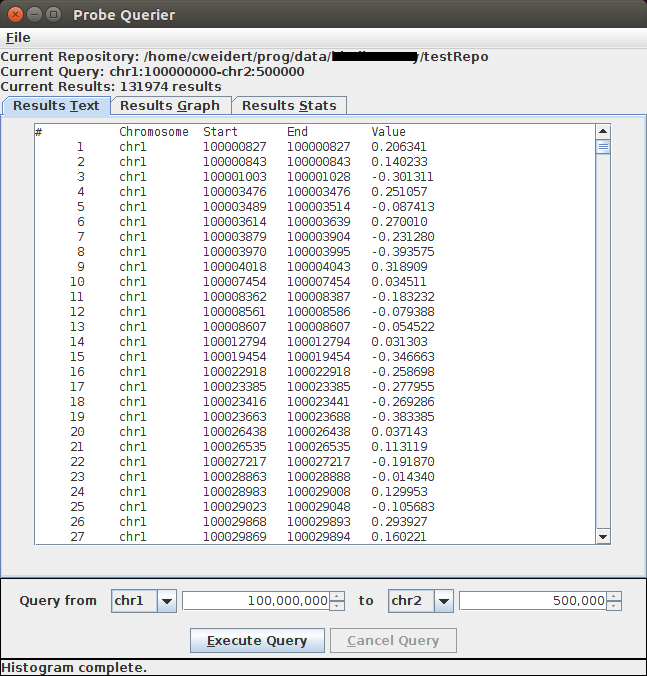 Probe Querier
File
Current Repository: /home/cweidert/prog/data/ /testRepo
Current Query: chr1:100000000-chr2:500000
Current Results: 131974 results
Results Text Results Graph Results Stats
# Chromosome Start End Value
1 chr1 100000827 100000827 0.206341
2 chr1 100000843 100000843 0.140233
3 chr1 100001003 100001028 -0.301311
4 chr1 100003476 100003476 0.251057
5 chr1 100003489 100003514 -0.087413
6 chr1 100003614 100003639 0.270010
7 chr1 100003879 100003904 -0.231280
8 chr1 100003970 100003995 -0.393575
9 chr1 100004018 100004043 0.318909
10 chr1 100007454 100007454 0.034511
11 chr1 100008362 100008387 -0.183232
12 chr1 100008561 100008586 -0.079388
13 chr1 100008607 100008607 -0.054522
14 chr1 100012794 100012794 0.031303
15 chr1 100019454 100019454 -0.346663
16 chr1 100022918 100022918 -0.258698
17 chr1 100023385 100023385 -0.277955
18 chr1 100023416 100023441 -0.269286
19 chr1 100023663 100023688 -0.383385
20 chr1 100026438 100026438 0.037143
21 chr1 100026535 100026535 0.113119
22 chr1 100027217 100027217 -0.191870
23 chr1 100028863 100028888 -0.014340
24 chr1 100028983 100029008 0.129953
25 chr1 100029023 100029048 -0.105683
26 chr1 100029868 100029893 0.293927
27 chr1 100029869 100029894 0.160221
Query from chr1 100,000,000 to chr2 500,000
Execute Query Cancel Query
Histogram complete.